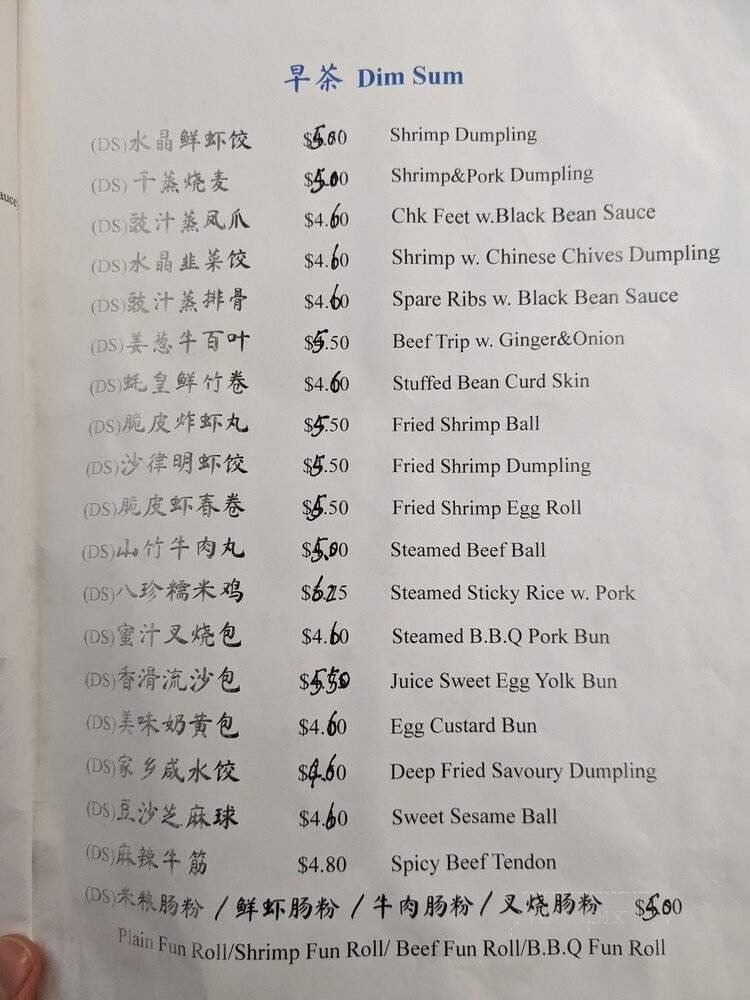 早茶 Dim Sum
(DS)水晶鲜虾饺 $5.00 Shrimp Dumpling
(DS)干蒸烧麦 $5.00 Shrimp&Pork Dumpling
(DS)豉汁蒸凤爪 $4.60 Chk Feet w.Black Bean Sauce
(DS)水晶韭菜饺 $4.60 Shrimp w. Chinese Chives Dumpling
(DS)豉汁蒸排骨 $4.60 Spare Ribs w. Black Bean Sauce
(DS)姜葱牛百叶 $5.50 Beef Trip w. Ginger&Onion
(DS)蚝皇鲜竹卷 $4.60 Stuffed Bean Curd Skin
(DS)脆皮炸虾丸 $5.50 Fried Shrimp Ball
(DS)沙律明虾饺 $5.50 Fried Shrimp Dumpling
(DS)脆皮虾春卷 $5.50 Fried Shrimp Egg Roll
(DS)山竹牛肉丸 $5.00 Steamed Beef Ball
(DS)八珍糯米鸡 $6.25 Steamed Sticky Rice w. Pork
(DS)蜜汁叉烧包 $4.60 Steamed B.B.Q Pork Bun
(DS)香滑流沙包 $5.50 Juice Sweet Egg Yolk Bun
(DS)美味奶黄包 $4.60 Egg Custard Bun
(DS)家乡咸水饺 $4.60 Deep Fried Savoury Dumpling
(DS)豆沙芝麻球 $4.60 Sweet Sesame Ball
(DS)麻辣牛筋 $4.80 Spicy Beef Tendon
(DS)米粮肠粉/鲜虾肠粉/牛肉肠粉/叉烧肠粉 $5.00
Plain Fun Roll/Shrimp Fun Roll/ Beef Fun Roll/B.B.Q Fun Roll